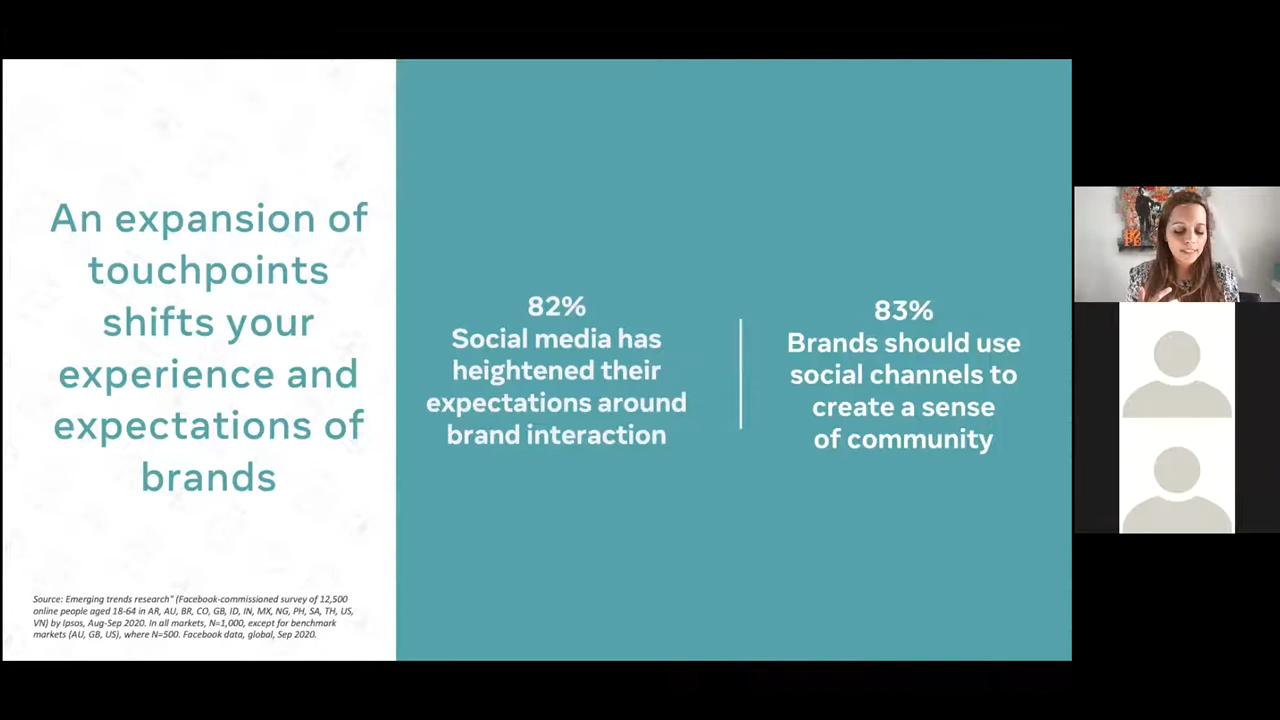 An expansion of
touchpoints
shifts your
experience and
expectations of
brands
82%
Social media has
heightened their
expectations around
brand interaction
83%
Brands should use
social channels to
create a sense
of community
Source: Emerging trends research" (Facebook-commissioned survey of 12,500
online people aged 18-64 in AR, AU, BR, CO, GB, ID, IN, MX, NG, PH, SA, TH, US,
VN) by Ipsos, Aug-Sep 2020. In all markets, N=1,000, except for benchmark
markets (AU, GB, US), where N=500. Facebook data, global, Sep 2020.